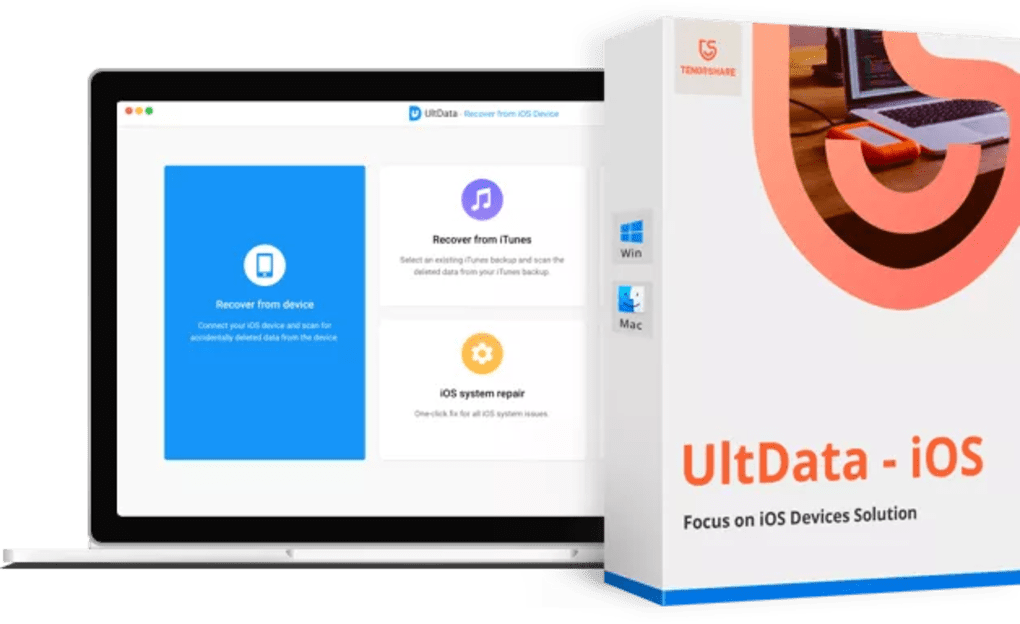 UltData - Recover from iOS Device
Recover from device
Connect your iOS device and scan for
accidentally deleted data from the device
Recover from iTunes
Select an existing iTunes backup and scan the
deleted data from your iTunes backup.
iOS system repair
One-click fix for all iOS system issues.
TENORSHARE
Win
Mac
UltData - iOS
Focus on iOS Devices Solution